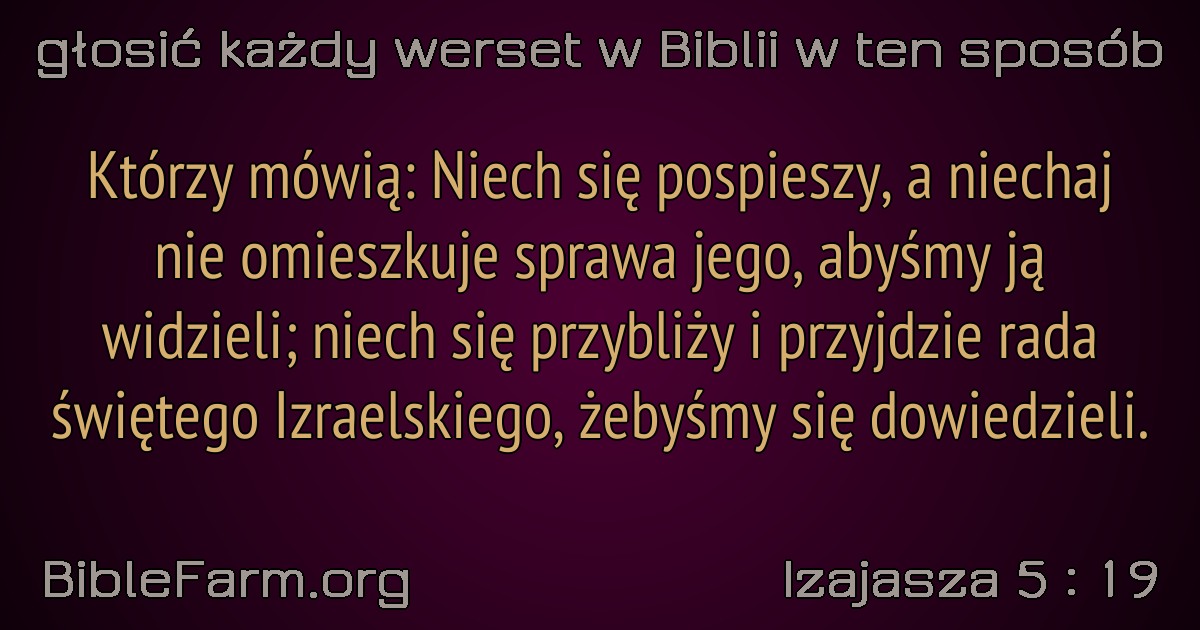 głosić każdy werset w Biblii w ten sposób
Którzy mówią: Niech się pospieszy, a niechaj
nie omieszkuje sprawa jego, abyśmy ją
widzieli; niech się przybliży i przyjdzie rada
świętego Izraelskiego, żebyśmy się dowiedzieli.
BibleFarm.org
Izajasza 5 : 19